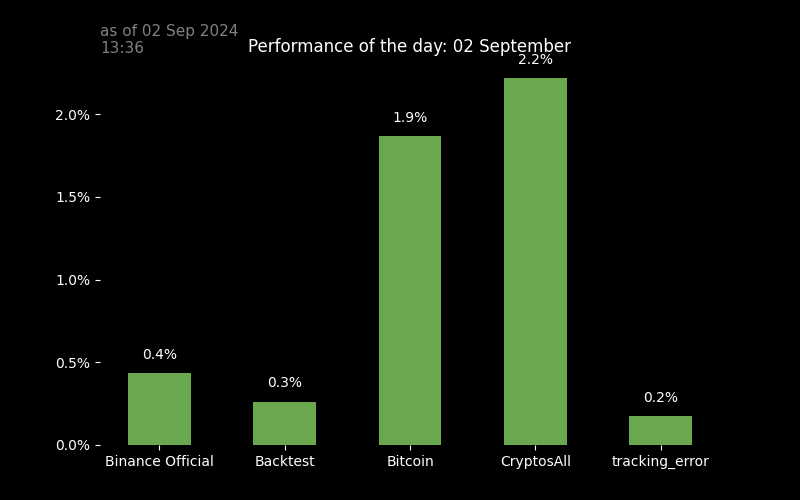 as of 02 Sep 2024
13:36
Performance of the day: 02 September
2.2%
2.0%
1.9%
1.5%
1.0%
0.5%
0.4%
0.3%
0.2%
0.0%
Binance Official
Backtest
Bitcoin
CryptosAll
tracking_error